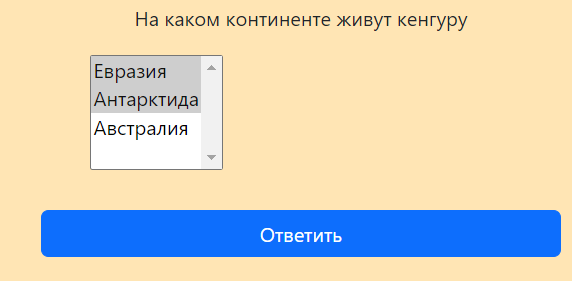 На каком континенте живут кенгуру
Евразия
Антарктида
Австралия
Ответить